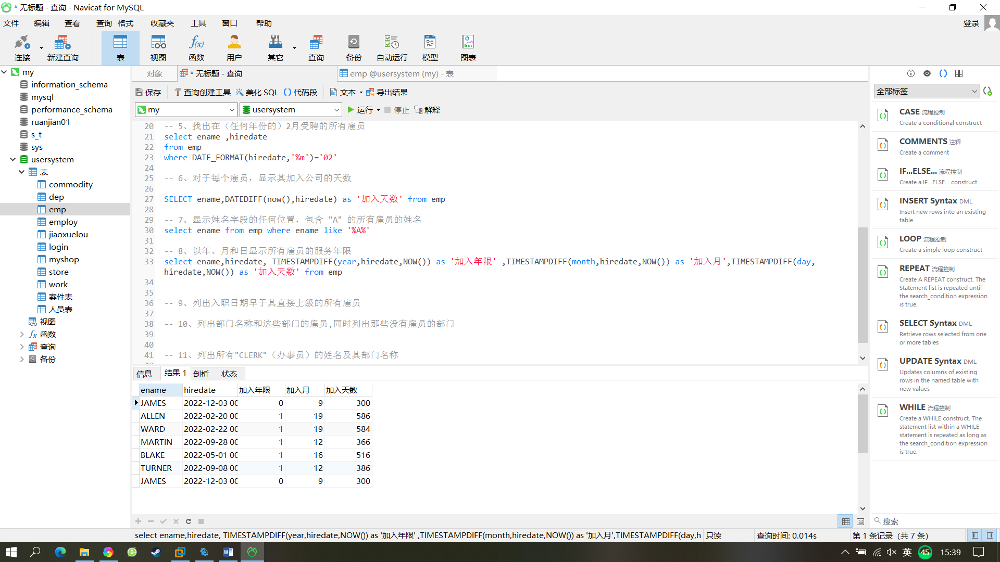 * 无标题 - 查询 - Navicat for MySQL
文件 编辑 查看 查询 格式 收藏夹 工具 窗口 帮助 登录
连接 新建查询 表 视图 函数 用户 其它 查询 备份 自动运行 模型 图表
my
information_schema
mysql
performance_schema
ruanjian01
s_t
sys
usersystem
表
commodity
dep
emp
employ
jiaoxuelou
login
myshop
store
work
案件表
人员表
视图
函数
查询
备份
对象 * 无标题 - 查询 emp @usersystem (my) - 表
保存 查询创建工具 美化 SQL 代码段 文本 导出结果
my usersystem 运行 停止 解释
20 -- 5、找出在（任何年份的）2月受聘的所有雇员
21 select ename ,hiredate
22 from emp
23 where DATE_FORMAT(hiredate,'%m')='02'
24
25 -- 6、对于每个雇员，显示其加入公司的天数
26
27 SELECT ename,DATEDIFF(now(),hiredate) as '加入天数' from emp
28
29 -- 7、显示姓名字段的任何位置，包含 "A" 的所有雇员的姓名
30 select ename from emp where ename like '%A%'
31
32 -- 8、以年、月和日显示所有雇员的服务年限
33 select ename,hiredate, TIMESTAMPDIFF(year,hiredate,NOW()) as '加入年限' ,TIMESTAMPDIFF(month,hiredate,NOW()) as '加入月',TIMESTAMPDIFF(day,
hiredate,NOW()) as '加入天数' from emp
34
35
36 -- 9、列出入职日期早于其直接上级的所有雇员
37
38 -- 10、列出部门名称和这些部门的雇员,同时列出那些没有雇员的部门
39
40
41 -- 11、列出所有"CLERK"（办事员）的姓名及其部门名称
信息 结果 1 剖析 状态
ename hiredate 加入年限 加入月 加入天数
JAMES 2022-12-03 00 0 9 300
ALLEN 2022-02-20 00 1 19 586
WARD 2022-02-22 00 1 19 584
MARTIN 2022-09-28 00 1 12 366
BLAKE 2022-05-01 00 1 16 516
TURNER 2022-09-08 00 1 12 386
JAMES 2022-12-03 00 0 9 300
全部标签
CASE 流程控制
Create a conditional construct
COMMENTS 注释
Create a comment
IF...ELSE... 流程控制
Create a IF...ELSE... construct
INSERT Syntax DML
Insert new rows into an existing
table
LOOP 流程控制
Create a simple loop construct
REPEAT 流程控制
Create A REPEAT construct. The
Statement list is repeated until
the search_condition expression
is true.
SELECT Syntax DML
Retrieve rows selected from one
or more tables
UPDATE Syntax DML
Updates columns of existing
rows in the named table with
new values
WHILE 流程控制
Create a WHILE construct. The
statement list within a WHILE
statement is repeated as long as
the search_condition expression
is true.
搜索
select ename,hiredate, TIMESTAMPDIFF(year,hiredate,NOW()) as '加入年限' ,TIMESTAMPDIFF(month,hiredate,NOW()) as '加入月',TIMESTAMPDIFF(day,h 只读 查询时间: 0.014s 第 1 条记录 (共 7 条)
英 45 15:39